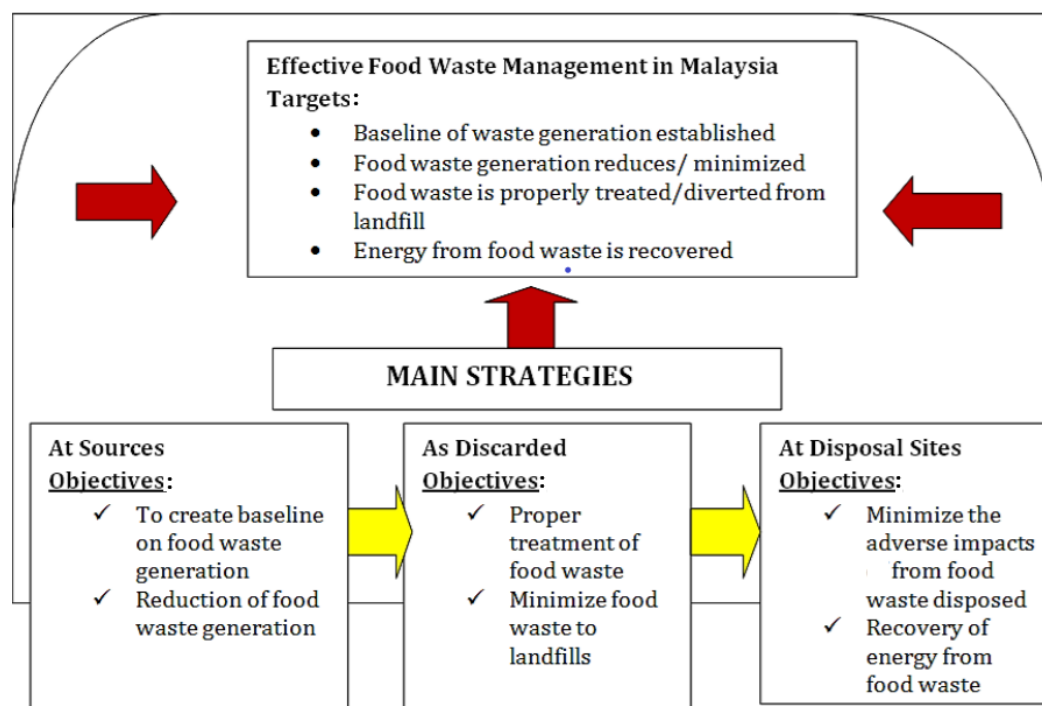 Effective Food Waste Management in Malaysia
Targets:
• Baseline of waste generation established
• Food waste generation reduces/ minimized
• Food waste is properly treated/diverted from
landfill
• Energy from food waste is recovered
MAIN STRATEGIES
At Sources
Objectives:
✓ To create baseline
on food waste
generation
✓ Reduction of food
waste generation
As Discarded
Objectives:
✓ Proper
treatment of
food waste
✓ Minimize food
waste to
landfills
At Disposal Sites
Objectives:
✓ Minimize the
adverse impacts
from food
waste disposed
✓ Recovery of
energy from
food waste